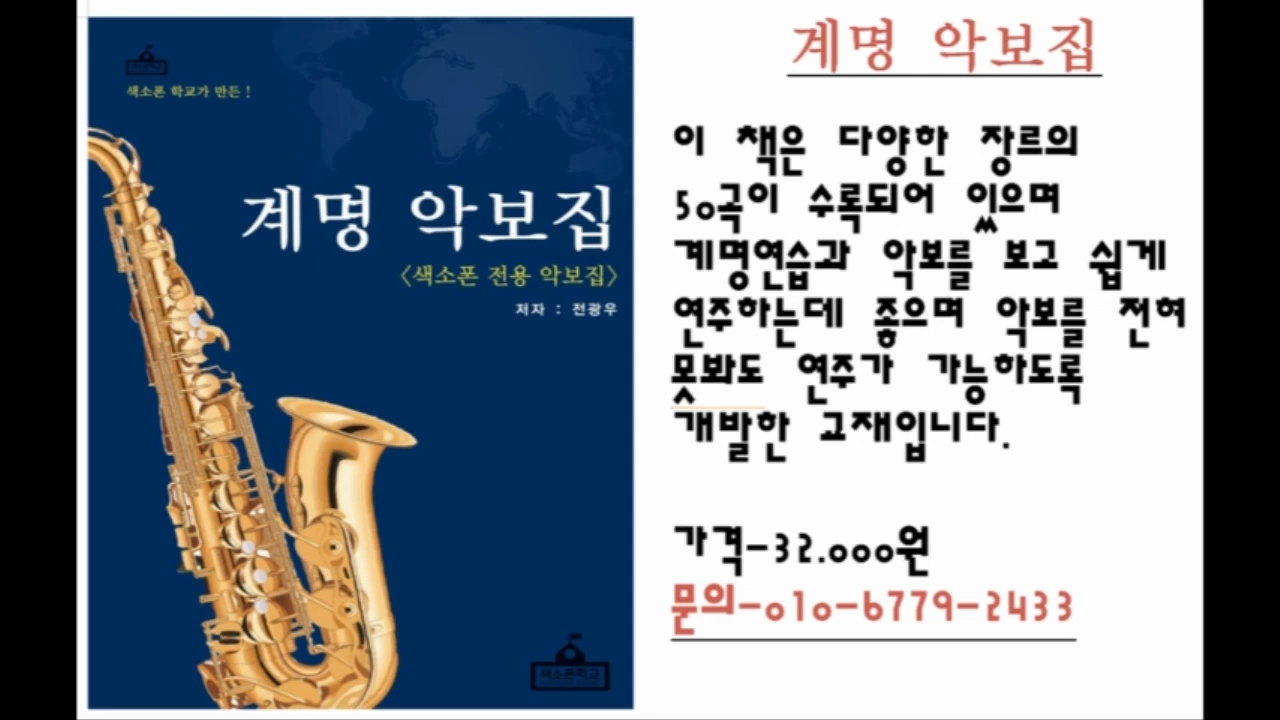 색소폰 학교가 만든 !
계명 악보집
<색소폰 전용 악보집>
저자 : 전광우
색소폰학교
계명 악보집
이 책은 다양한 장르의
50곡이 수록되어 있으며
계명연습과 악보를 보고 쉽게
연주하는데 좋으며 악보를 전혀
못봐도 연주가 가능하도록
개발한 교재입니다.
가격-32.000원
문의-010-6779-2433